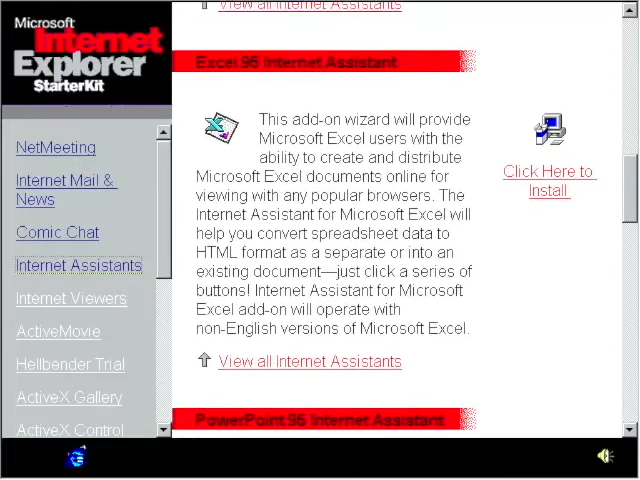 Microsoft
Internet
Explorer
StarterKit
NetMeeting
Internet Mail &
News
Comic Chat
Internet Assistants
Internet Viewers
ActiveMovie
Hellbender Trial
ActiveX Gallery
ActiveX Control
View all Internet Assistants
Excel 95 Internet Assistant
This add-on wizard will provide
Microsoft Excel users with the
ability to create and distribute
Microsoft Excel documents online for
viewing with any popular browsers. The
Internet Assistant for Microsoft Excel will
help you convert spreadsheet data to
HTML format as a separate or into an
existing document—just click a series of
buttons! Internet Assistant for Microsoft
Excel add-on will operate with
non-English versions of Microsoft Excel.
View all Internet Assistants
Click Here to
Install
PowerPoint 95 Internet Assistant